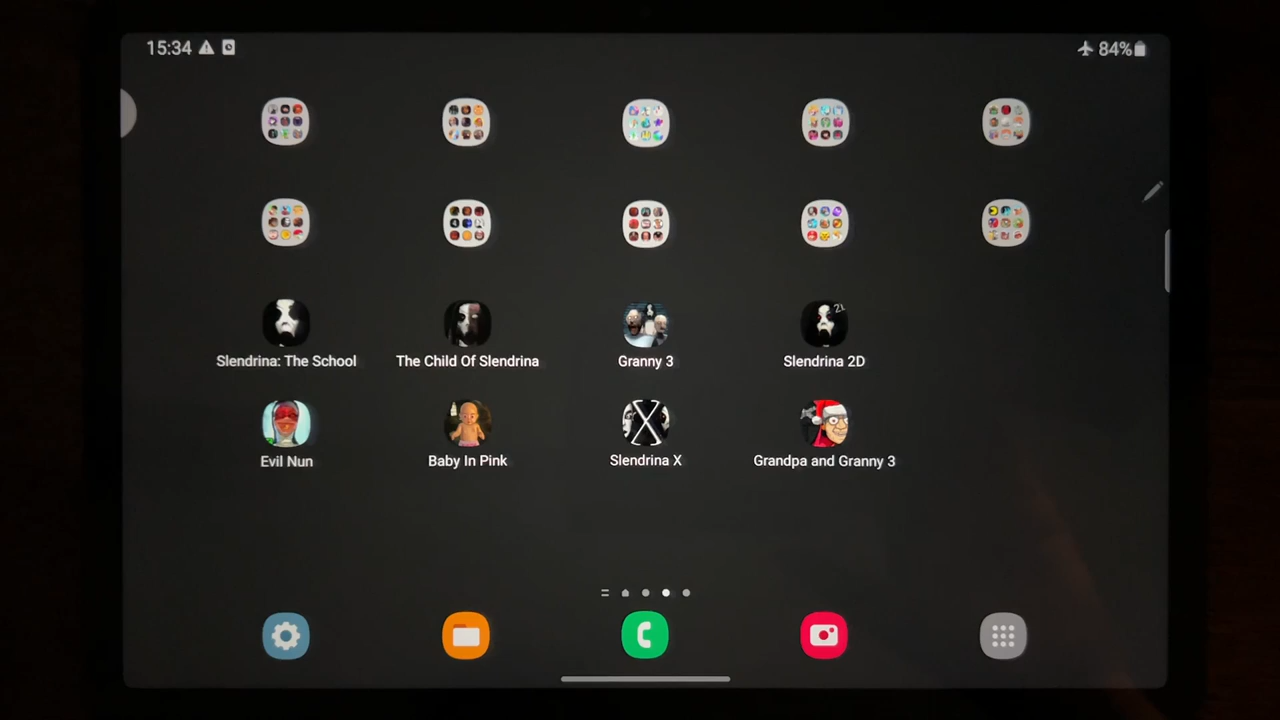 15:34
84%
Slendrina: The School
The Child Of Slendrina
Granny 3
Slendrina 2D
Evil Nun
Baby In Pink
Slendrina X
Grandpa and Granny 3